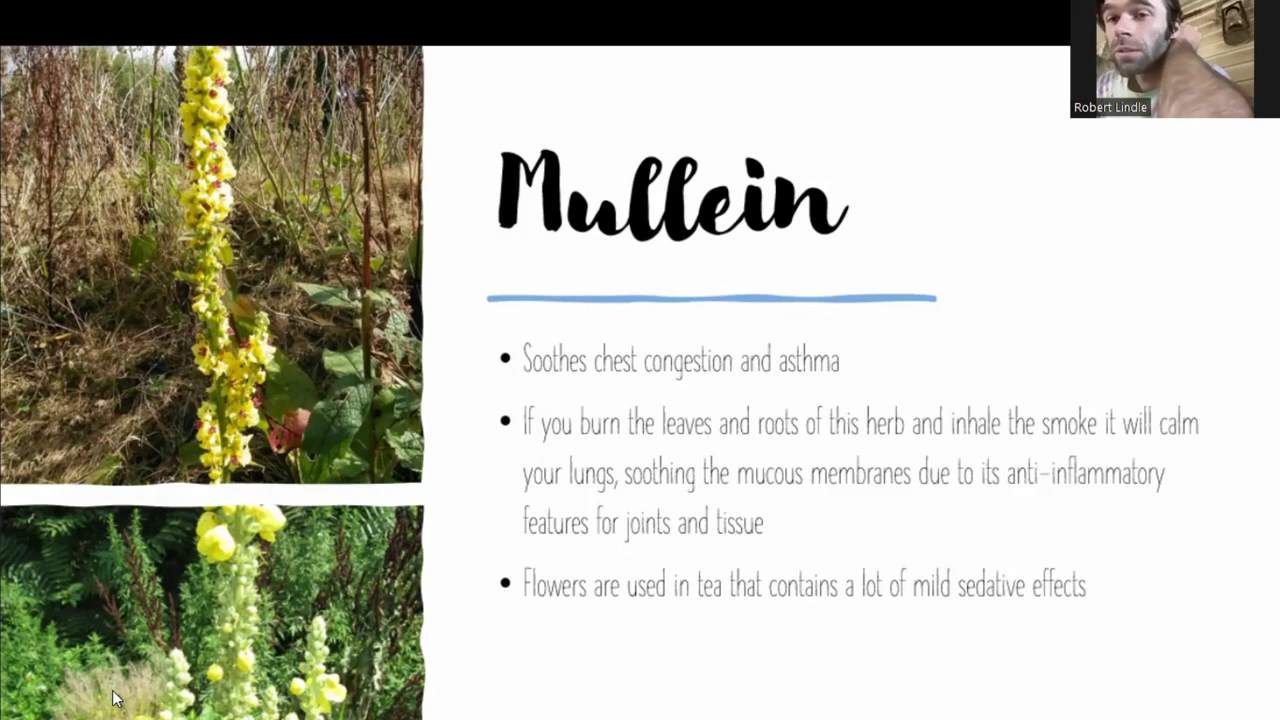 Robert Lindle
Mullein
• Soothes chest congestion and asthma
• If you burn the leaves and roots of this herb and inhale the smoke it will calm
your lungs, soothing the mucous membranes due to its anti-inflammatory
features for joints and tissue
• Flowers are used in tea that contains a lot of mild sedative effects